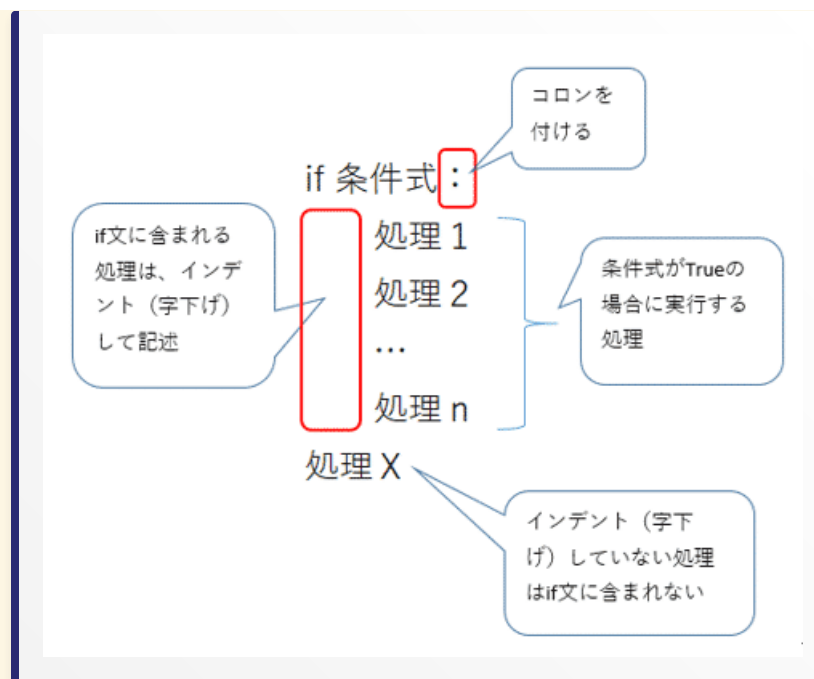 コロンを
付ける
if 条件式：
if文に含まれる
処理は、インデ
ント（字下げ）
して記述
処理 1
処理 2
…
処理 n
条件式がTrueの
場合に実行する
処理
処理 X
インデント（字下
げ）していない処理
はif文に含まれない